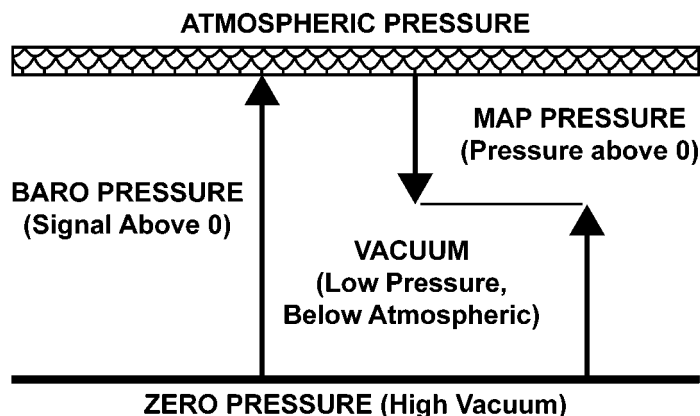 ATMOSPHERIC PRESSURE
MAP PRESSURE
(Pressure above 0)
BARO PRESSURE
(Signal Above 0)
VACUUM
(Low Pressure,
Below Atmospheric)
ZERO PRESSURE (High Vacuum)